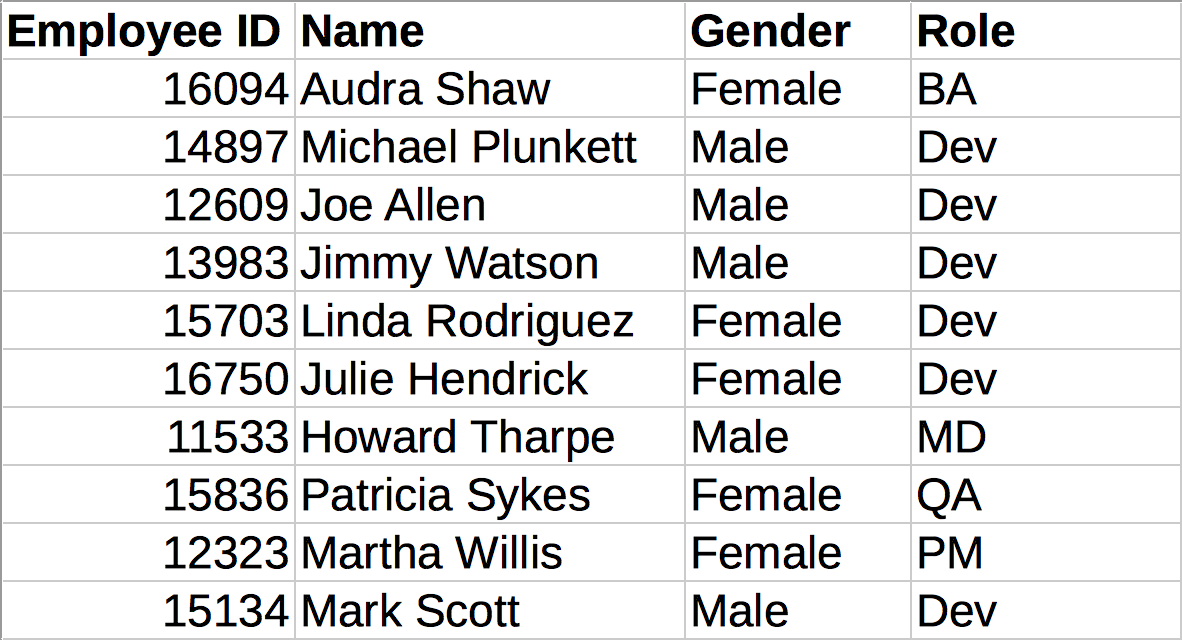 Employee ID Name Gender Role
16094 Audra Shaw Female BA
14897 Michael Plunkett Male Dev
12609 Joe Allen Male Dev
13983 Jimmy Watson Male Dev
15703 Linda Rodriguez Female Dev
16750 Julie Hendrick Female Dev
11533 Howard Tharpe Male MD
15836 Patricia Sykes Female QA
12323 Martha Willis Female PM
15134 Mark Scott Male Dev